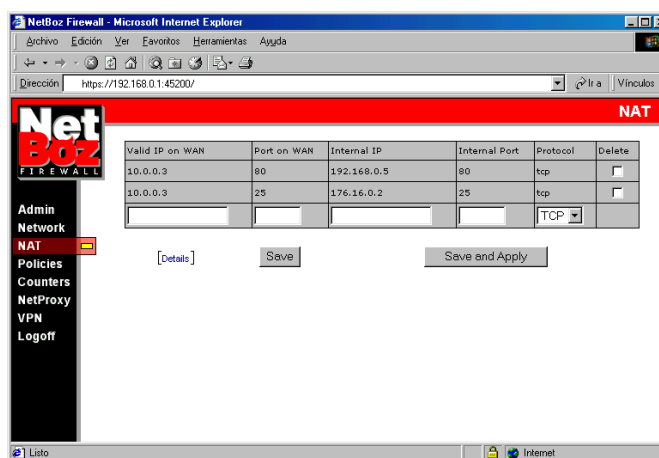 NetBoz Firewall - Microsoft Internet Explorer
Archivo Edición Ver Favoritos Herramientas Ayuda
Dirección https://192.168.0.1:45200/ Ir a Vínculos
Net
Boz
FIREWALL
NAT
Valid IP on WAN Port on WAN Internal IP Internal Port Protocol Delete
10.0.0.3 80 192.168.0.5 80 tcp
10.0.0.3 25 176.16.0.2 25 tcp
TCP
[Details] Save Save and Apply
Admin
Network
NAT
Policies
Counters
NetProxy
VPN
Logoff
Listo Internet